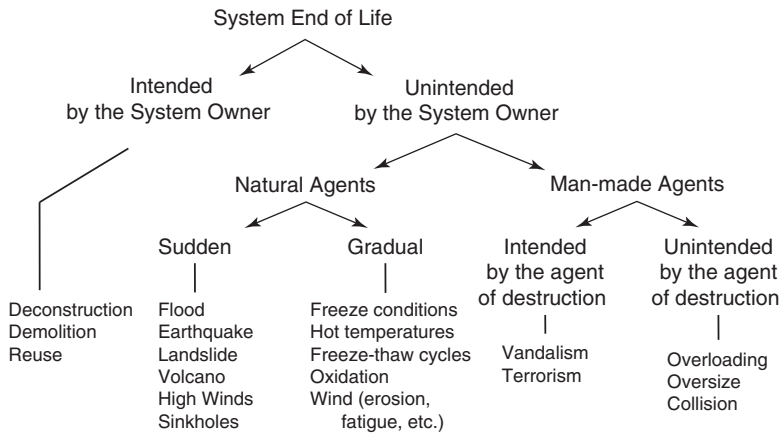 System End of Life
Intended
by the System Owner
Unintended
by the System Owner
Natural Agents
Man-made Agents
Sudden
Gradual
Intended
by the agent
of destruction
Unintended
by the agent
of destruction
Deconstruction
Demolition
Reuse
Flood
Earthquake
Landslide
Volcano
High Winds
Sinkholes
Freeze conditions
Hot temperatures
Freeze-thaw cycles
Oxidation
Wind (erosion,
fatigue, etc.)
Vandalism
Terrorism
Overloading
Oversize
Collision